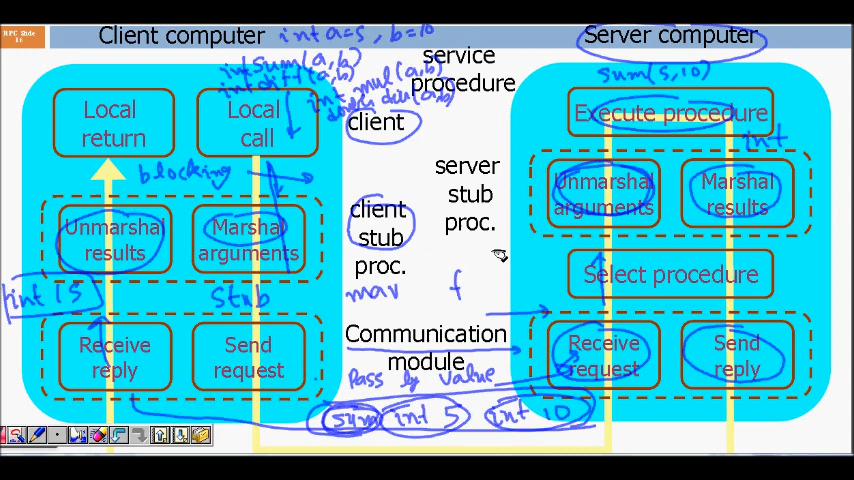 RPC Slide
18
Client computer
int a=5, b=10
Server computer
int sum(a,b)
int diff(a,b)
int mul(a,b)
service
procedure
sum(5,10)
Local
return
Local
call
client
Execute procedure
int
blocking
server
stub
proc.
Unmarshal
arguments
Marshal
results
Unmarshal
results
Marshal
arguments
client
stub
proc.
int 15
Stub
mar
f
Select procedure
Communication
module
Receive
reply
Send
request
Receive
request
Send
reply
Pass by value
sum int 5 int 10